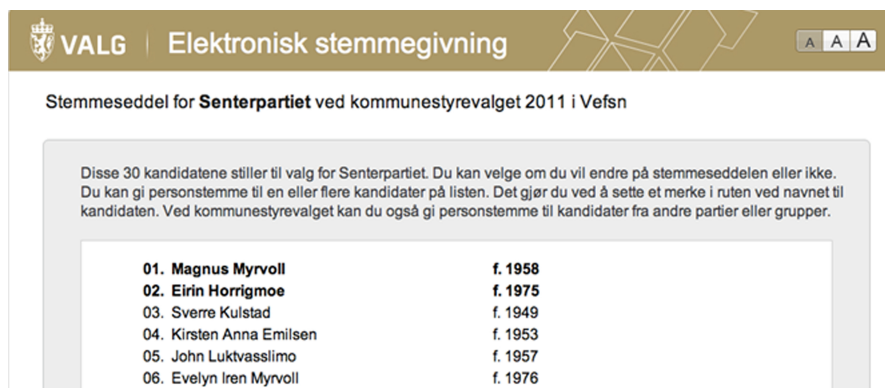 VALG | Elektronisk stemmegivning A A A
Stemmeseddel for Senterpartiet ved kommunestyrevalget 2011 i Vefsn
Disse 30 kandidatene stiller til valg for Senterpartiet. Du kan velge om du vil endre på stemmeseddelen eller ikke.
Du kan gi personstemme til en eller flere kandidater på listen. Det gjør du ved å sette et merke i ruten ved navnet til
kandidaten. Ved kommunestyrevalget kan du også gi personstemme til kandidater fra andre partier eller grupper.
01. Magnus Myrvoll f. 1958
02. Eirin Horrigmoe f. 1975
03. Sverre Kulstad f. 1949
04. Kirsten Anna Emilsen f. 1953
05. John Luktvasslimo f. 1957
06. Evelyn Iren Myrvoll f. 1976